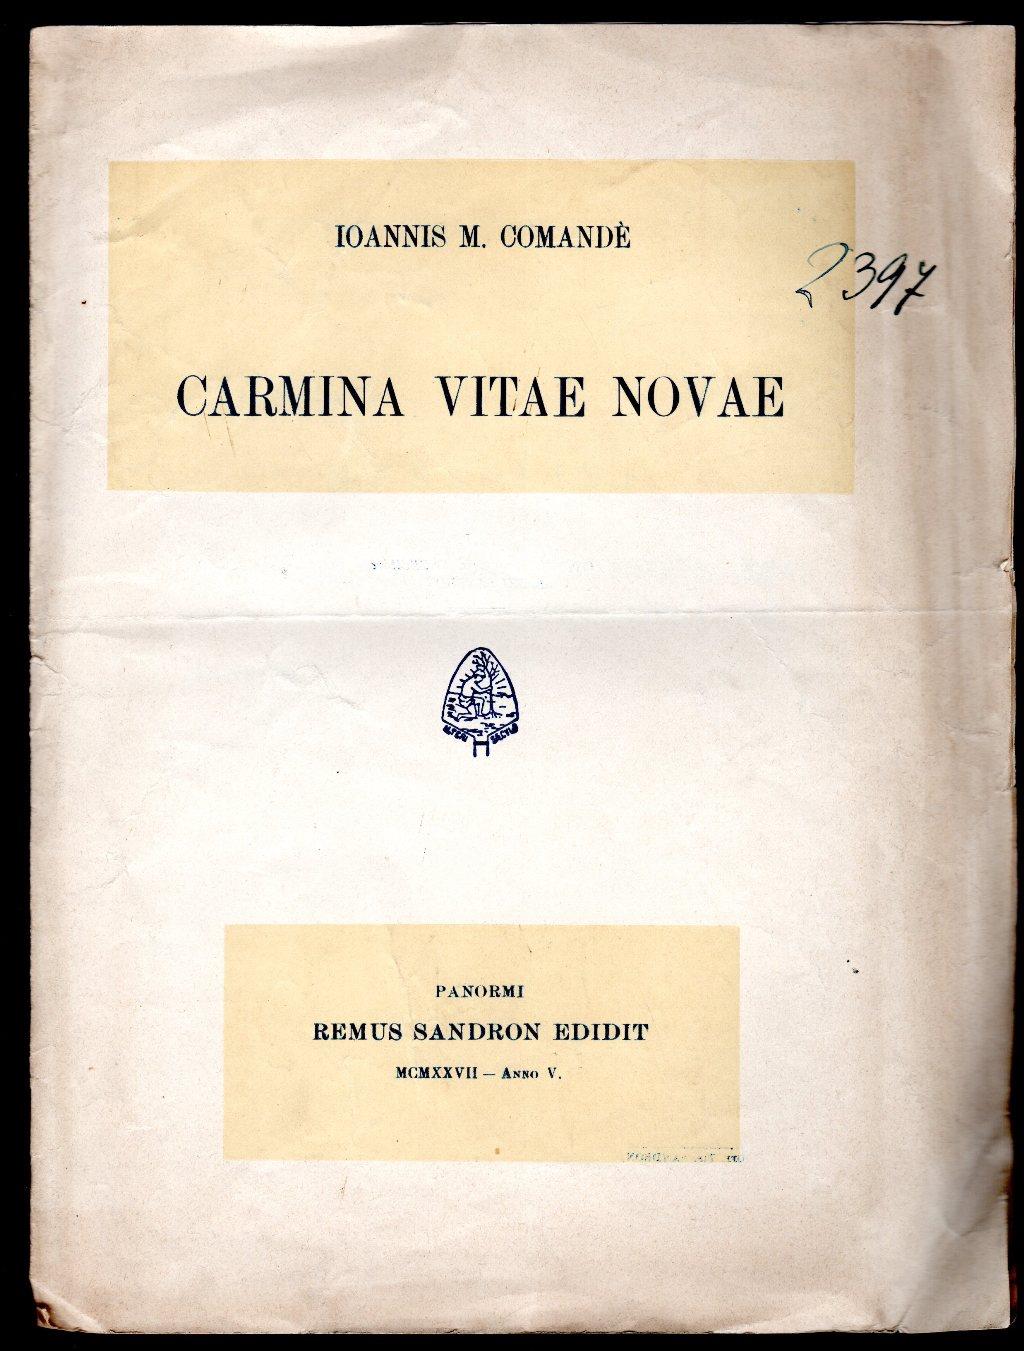 IOANNIS M. COMANDÈ
2397
CARMINA VITAE NOVAE
PANORMI
REMUS SANDRON EDIDIT
MCMXXVII — ANNO V.